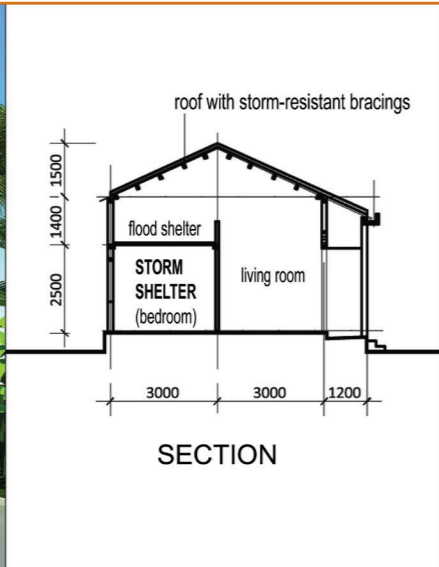 roof with storm-resistant bracings
1500
1400
2500
flood shelter
STORM
SHELTER
(bedroom)
living room
3000
3000
1200
SECTION